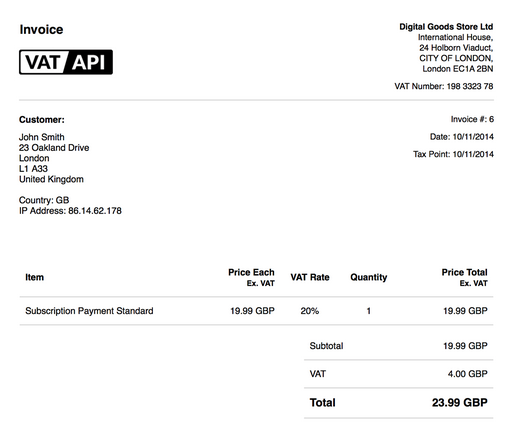 Invoice
VAT API
Digital Goods Store Ltd
International House,
24 Holborn Viaduct,
CITY OF LONDON,
London EC1A 2BN
VAT Number: 198 3323 78
Customer:
John Smith
23 Oakland Drive
London
L1 A33
United Kingdom
Country: GB
IP Address: 86.14.62.178
Invoice #: 6
Date: 10/11/2014
Tax Point: 10/11/2014
Item Price Each Ex. VAT VAT Rate Quantity Price Total Ex. VAT
Subscription Payment Standard 19.99 GBP 20% 1 19.99 GBP
Subtotal 19.99 GBP
VAT 4.00 GBP
Total 23.99 GBP